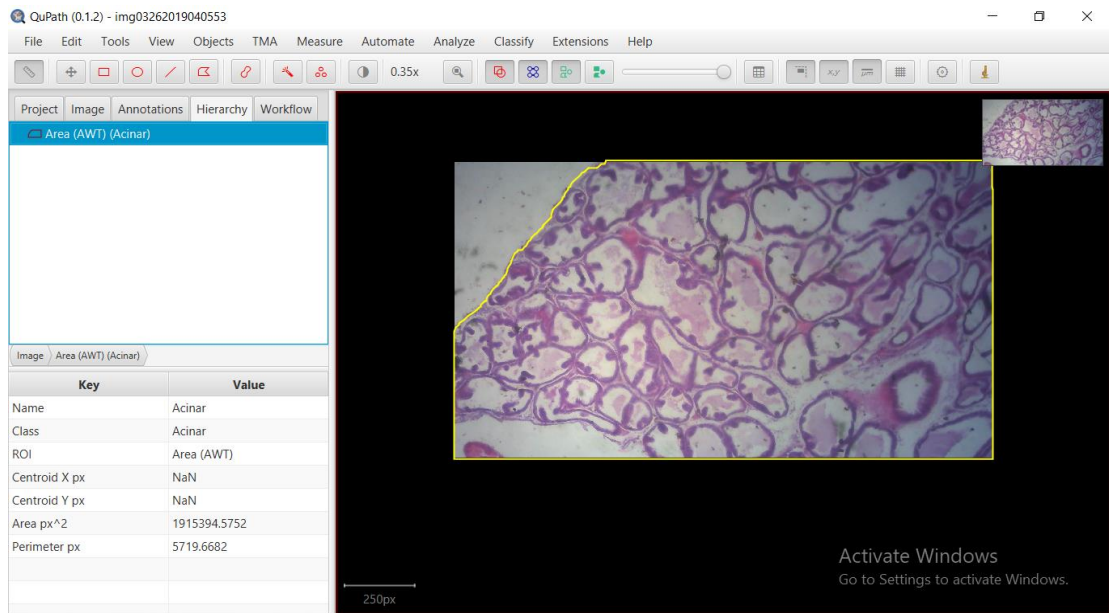 QuPath (0.1.2) - img03262019040553
File Edit Tools View Objects TMA Measure Automate Analyze Classify Extensions Help
0.35x
x,y
μm
Project Image Annotations Hierarchy Workflow
Area (AWT) (Acinar)
Image Area (AWT) (Acinar)
Key Value
Name Acinar
Class Acinar
ROI Area (AWT)
Centroid X px NaN
Centroid Y px NaN
Area px^2 1915394.5752
Perimeter px 5719.6682
250px
Activate Windows
Go to Settings to activate Windows.